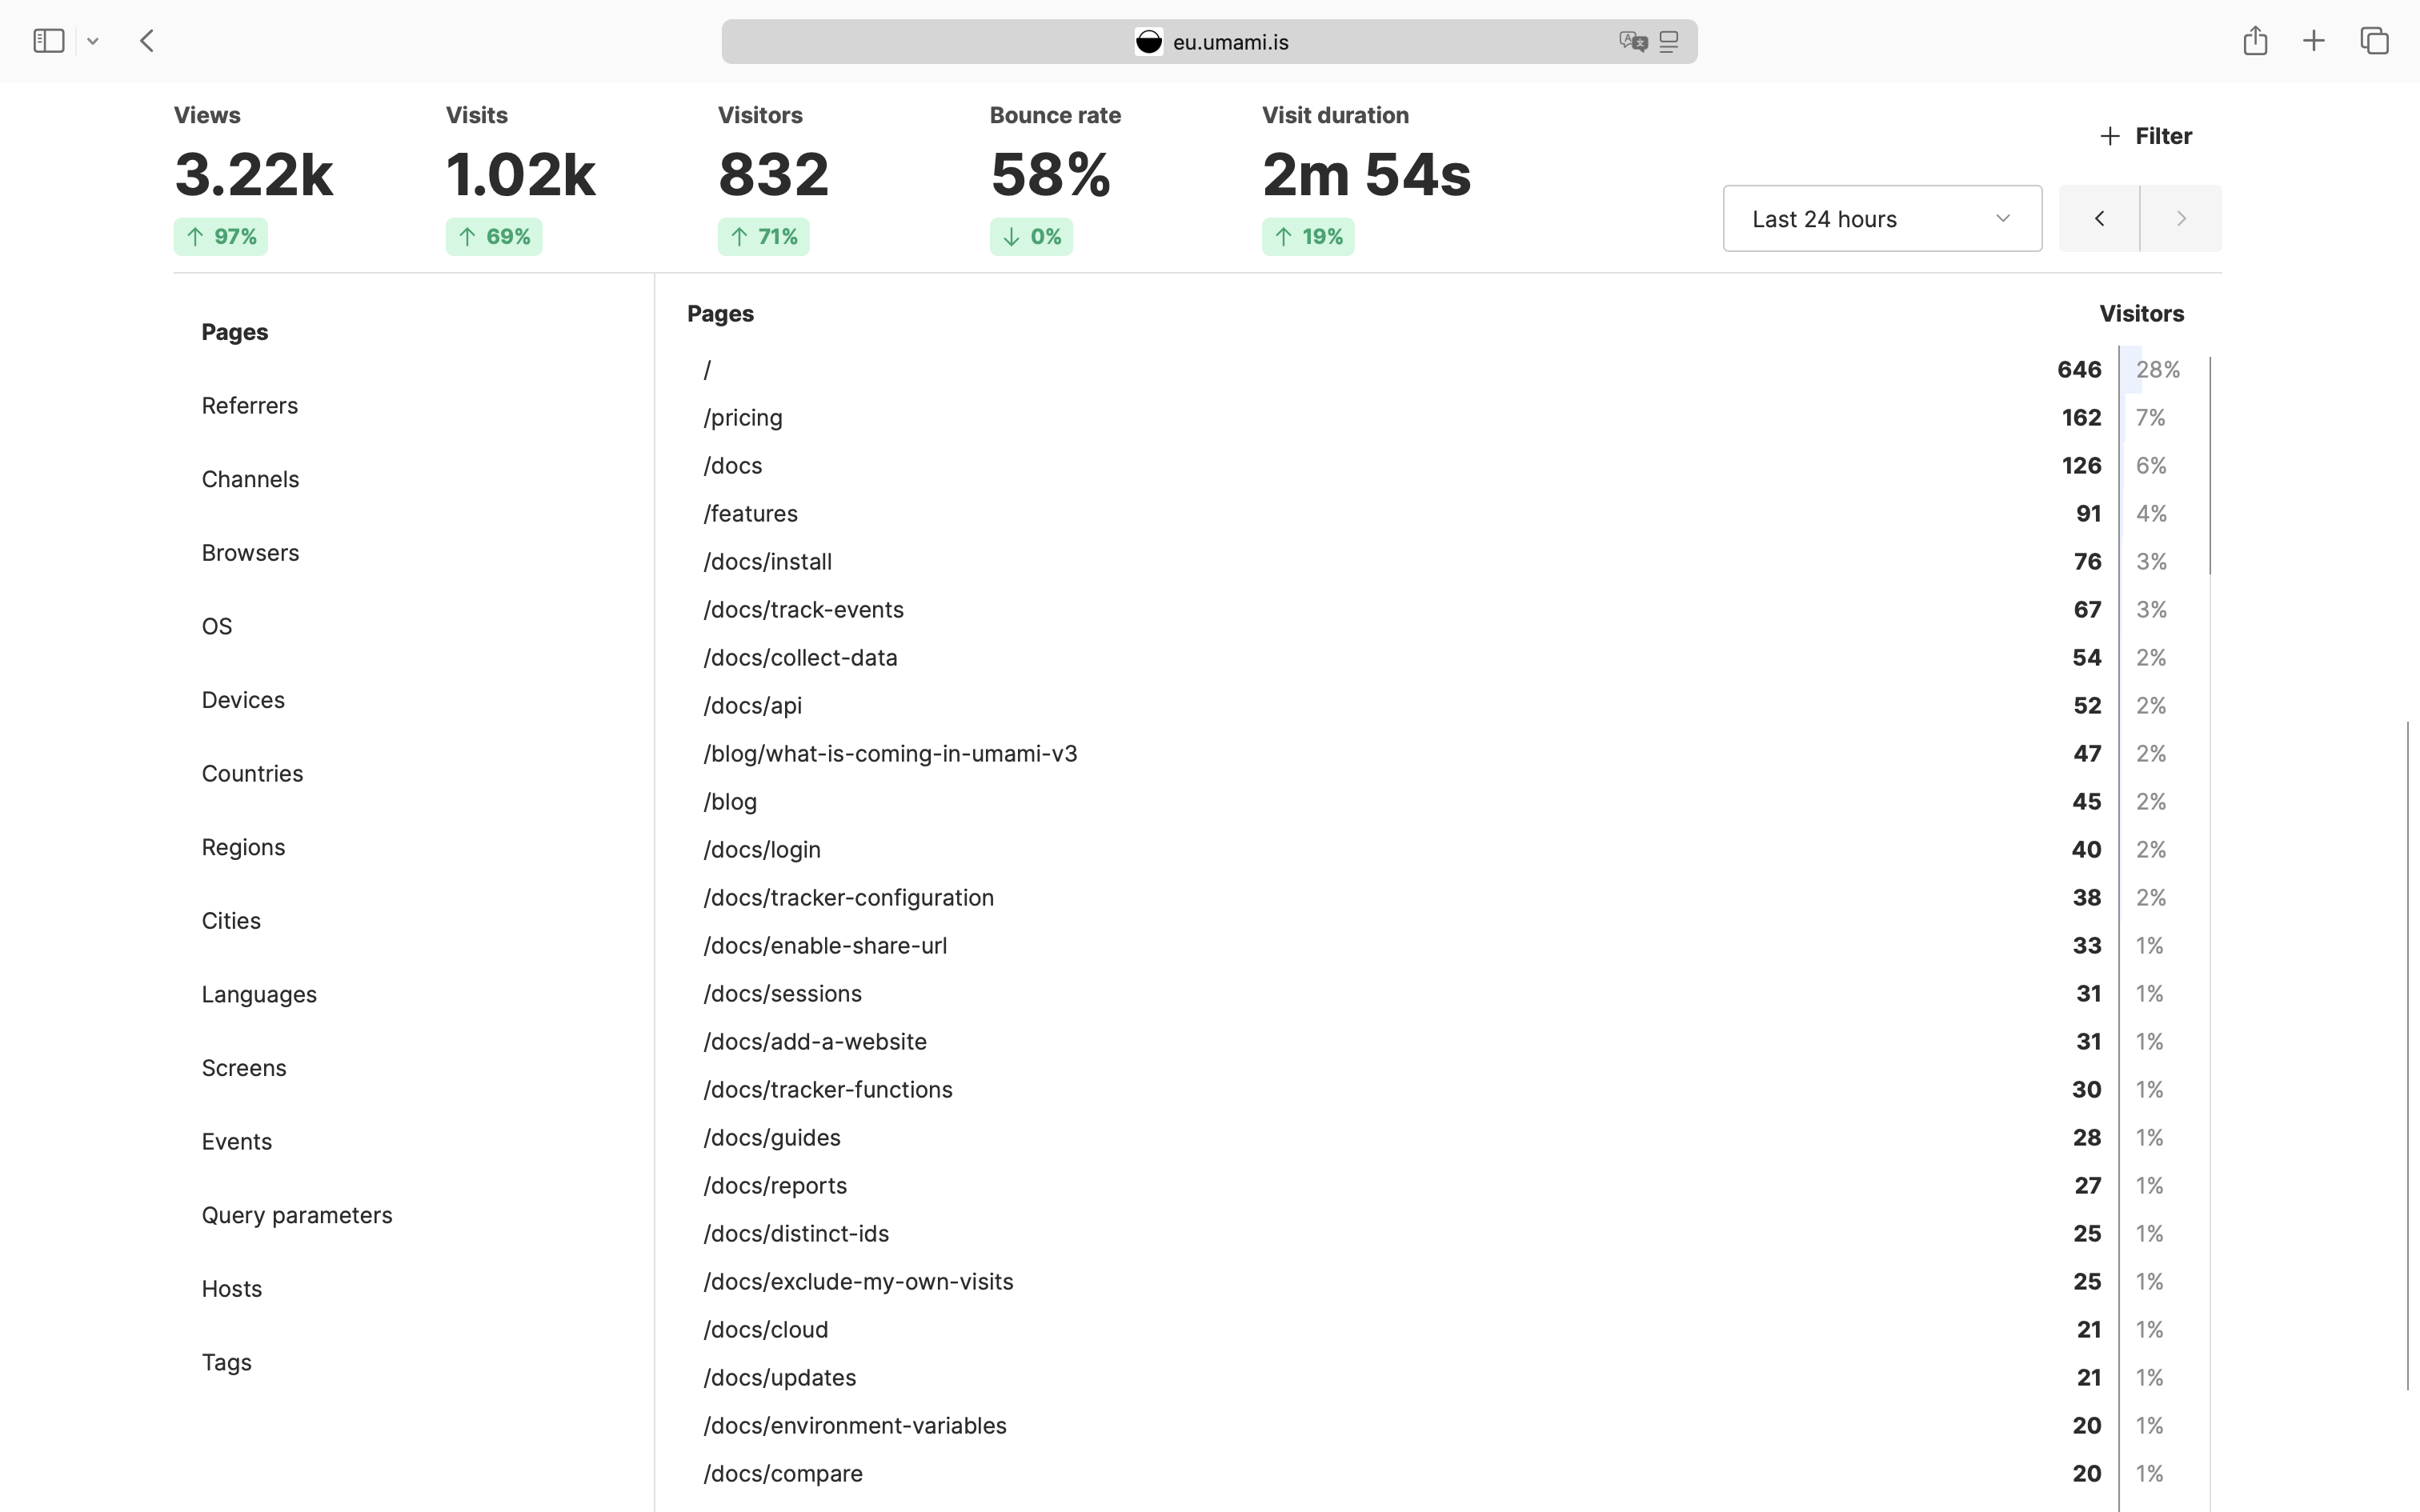 eu.umami.is
Views Visits Visitors Bounce rate Visit duration
+ Filter
3.22k 1.02k 832 58% 2m 54s
Last 24 hours
↑ 97% ↑ 69% ↑ 71% ↓ 0% ↑ 19%
Pages
Referrers
Channels
Browsers
OS
Devices
Countries
Regions
Cities
Languages
Screens
Events
Query parameters
Hosts
Tags
Pages Visitors
/ 646 28%
/pricing 162 7%
/docs 126 6%
/features 91 4%
/docs/install 76 3%
/docs/track-events 67 3%
/docs/collect-data 54 2%
/docs/api 52 2%
/blog/what-is-coming-in-umami-v3 47 2%
/blog 45 2%
/docs/login 40 2%
/docs/tracker-configuration 38 2%
/docs/enable-share-url 33 1%
/docs/sessions 31 1%
/docs/add-a-website 31 1%
/docs/tracker-functions 30 1%
/docs/guides 28 1%
/docs/reports 27 1%
/docs/distinct-ids 25 1%
/docs/exclude-my-own-visits 25 1%
/docs/cloud 21 1%
/docs/updates 21 1%
/docs/environment-variables 20 1%
/docs/compare 20 1%